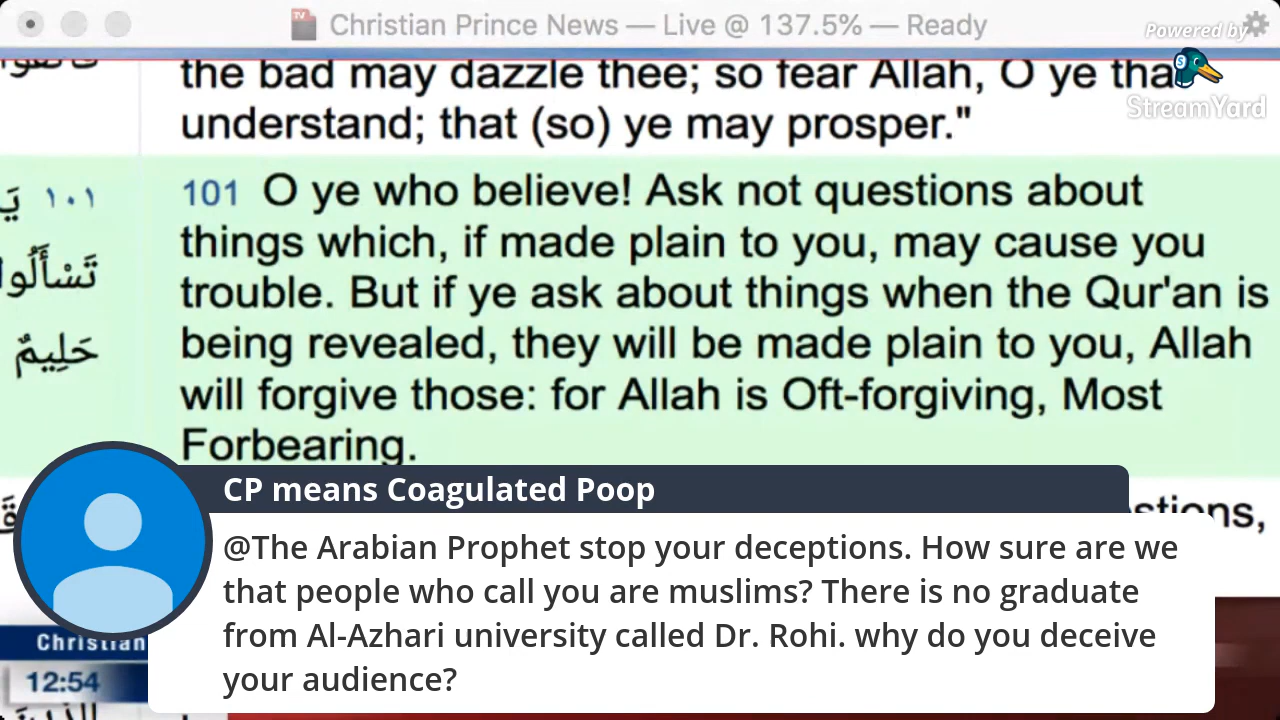 Christian Prince News — Live @ 137.5% — Ready
Powered by
StreamYard
the bad may dazzle thee; so fear Allah, O ye tha
understand; that (so) ye may prosper."
101 O ye who believe! Ask not questions about
things which, if made plain to you, may cause you
trouble. But if ye ask about things when the Qur'an is
being revealed, they will be made plain to you, Allah
will forgive those: for Allah is Oft-forgiving, Most
Forbearing.
١٠١ يَ
تَسْأَلُوا
حَلِيمٌ
stions,
CP means Coagulated Poop
@The Arabian Prophet stop your deceptions. How sure are we
that people who call you are muslims? There is no graduate
from Al-Azhari university called Dr. Rohi. why do you deceive
your audience?
Christian
12:54